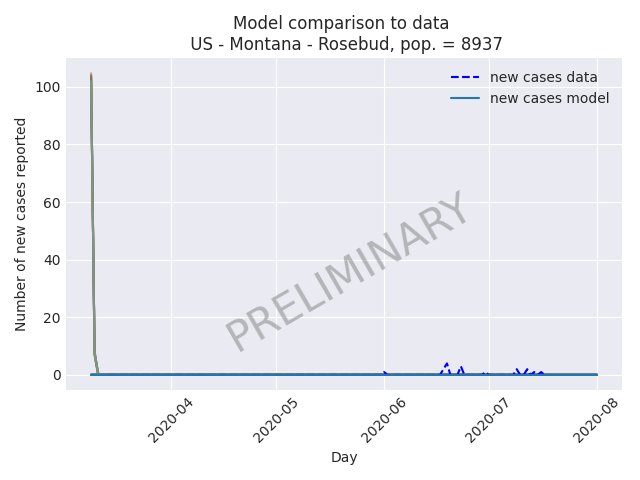 Model comparison to data
US - Montana - Rosebud, pop. = 8937
new cases data
new cases model
Number of new cases reported
100
80
60
40
20
0
PRELIMINARY
2020-04
2020-05
2020-06
2020-07
2020-08
Day